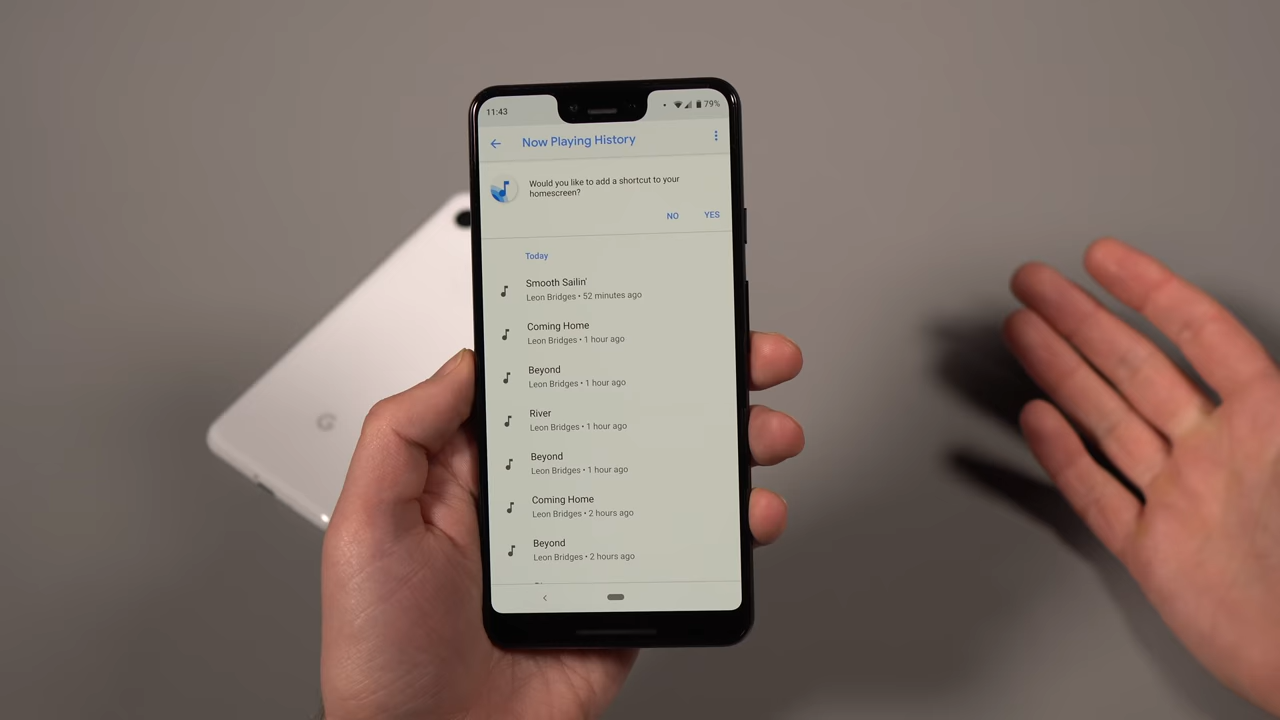 11:43
79%
Now Playing History
Would you like to add a shortcut to your
homescreen?
NO YES
Today
Smooth Sailin'
Leon Bridges • 52 minutes ago
Coming Home
Leon Bridges • 1 hour ago
Beyond
Leon Bridges • 1 hour ago
River
Leon Bridges • 1 hour ago
Beyond
Leon Bridges • 1 hour ago
Coming Home
Leon Bridges • 2 hours ago
Beyond
Leon Bridges • 2 hours ago
G